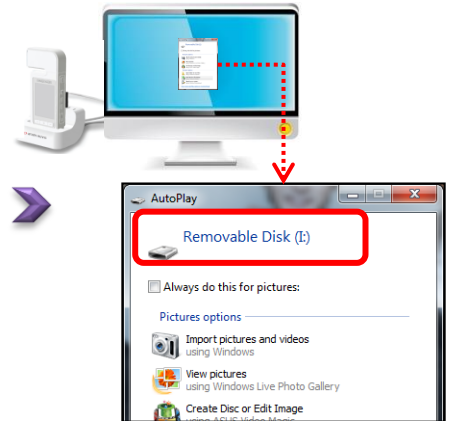 AutoPlay
Removable Disk (I:)
Always do this for pictures:
Pictures options
Import pictures and videos
using Windows
View pictures
using Windows Live Photo Gallery
Create Disc or Edit Image
using ASUS Video Magic